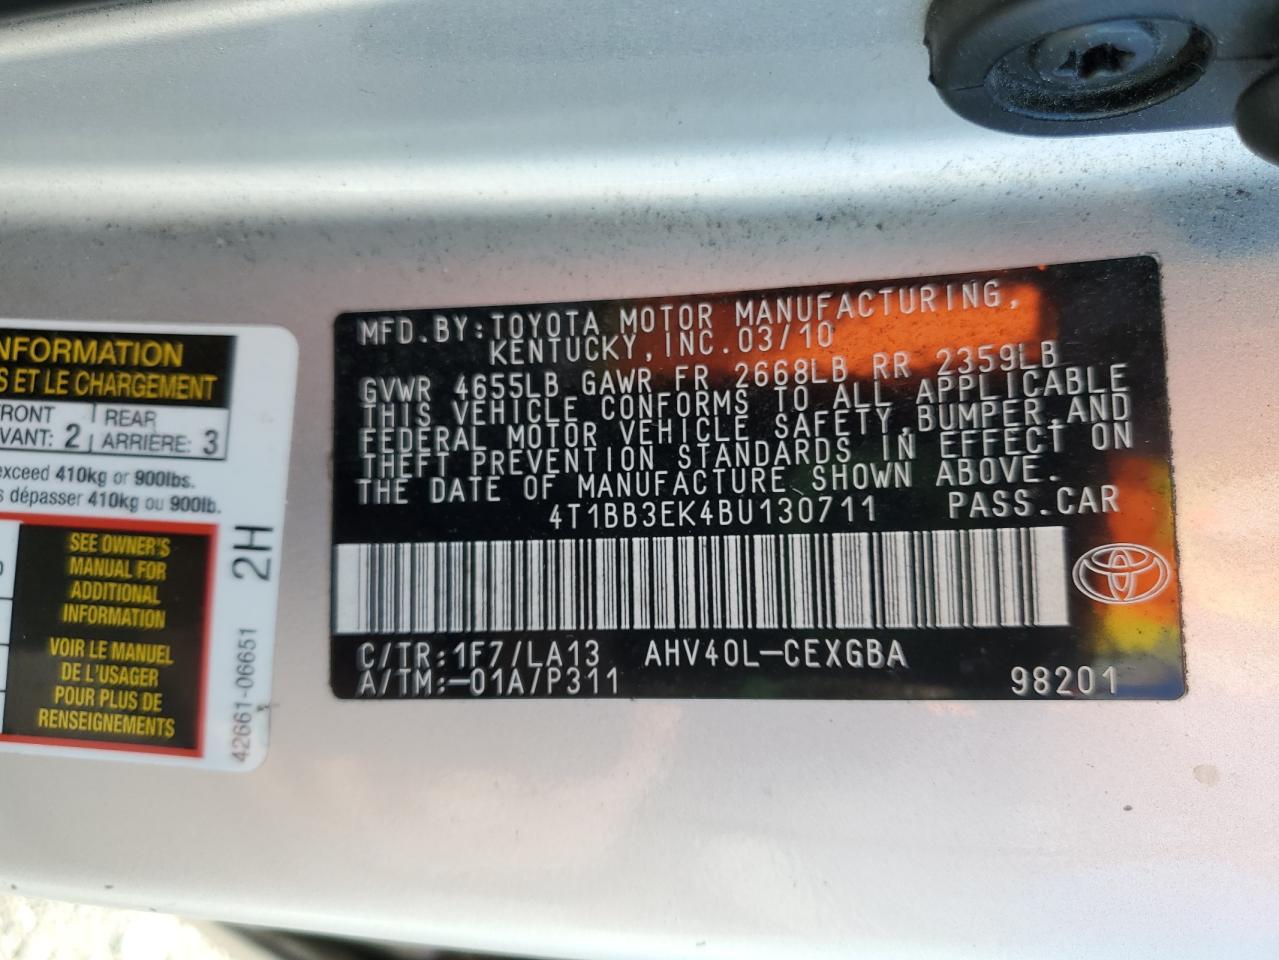 NFORMATION
S ET LE CHARGEMENT
FRONT
VANT: 2
REAR
ARRIÈRE: 3
exceed 410kg or 900lbs.
s dépasser 410kg ou 900lb.
SEE OWNER'S
MANUAL FOR
ADDITIONAL
INFORMATION
VOIR LE MANUEL
DE L'USAGER
POUR PLUS DE
RENSEIGNEMENTS
2H
42661-06651
MFD.BY:TOYOTA MOTOR MANUFACTURING,
KENTUCKY,INC.03/10
GVWR 4655LB GAWR FR 2668LB RR 2359LB
THIS VEHICLE CONFORMS TO ALL APPLICABLE
FEDERAL MOTOR VEHICLE SAFETY,BUMPER,AND
THEFT PREVENTION STANDARDS IN EFFECT ON
THE DATE OF MANUFACTURE SHOWN ABOVE.
4T1BB3EK4BU130711 PASS.CAR
C/TR:1F7/LA13 AHV40L-CEXGBA
A/TM:-01A/P311 98201